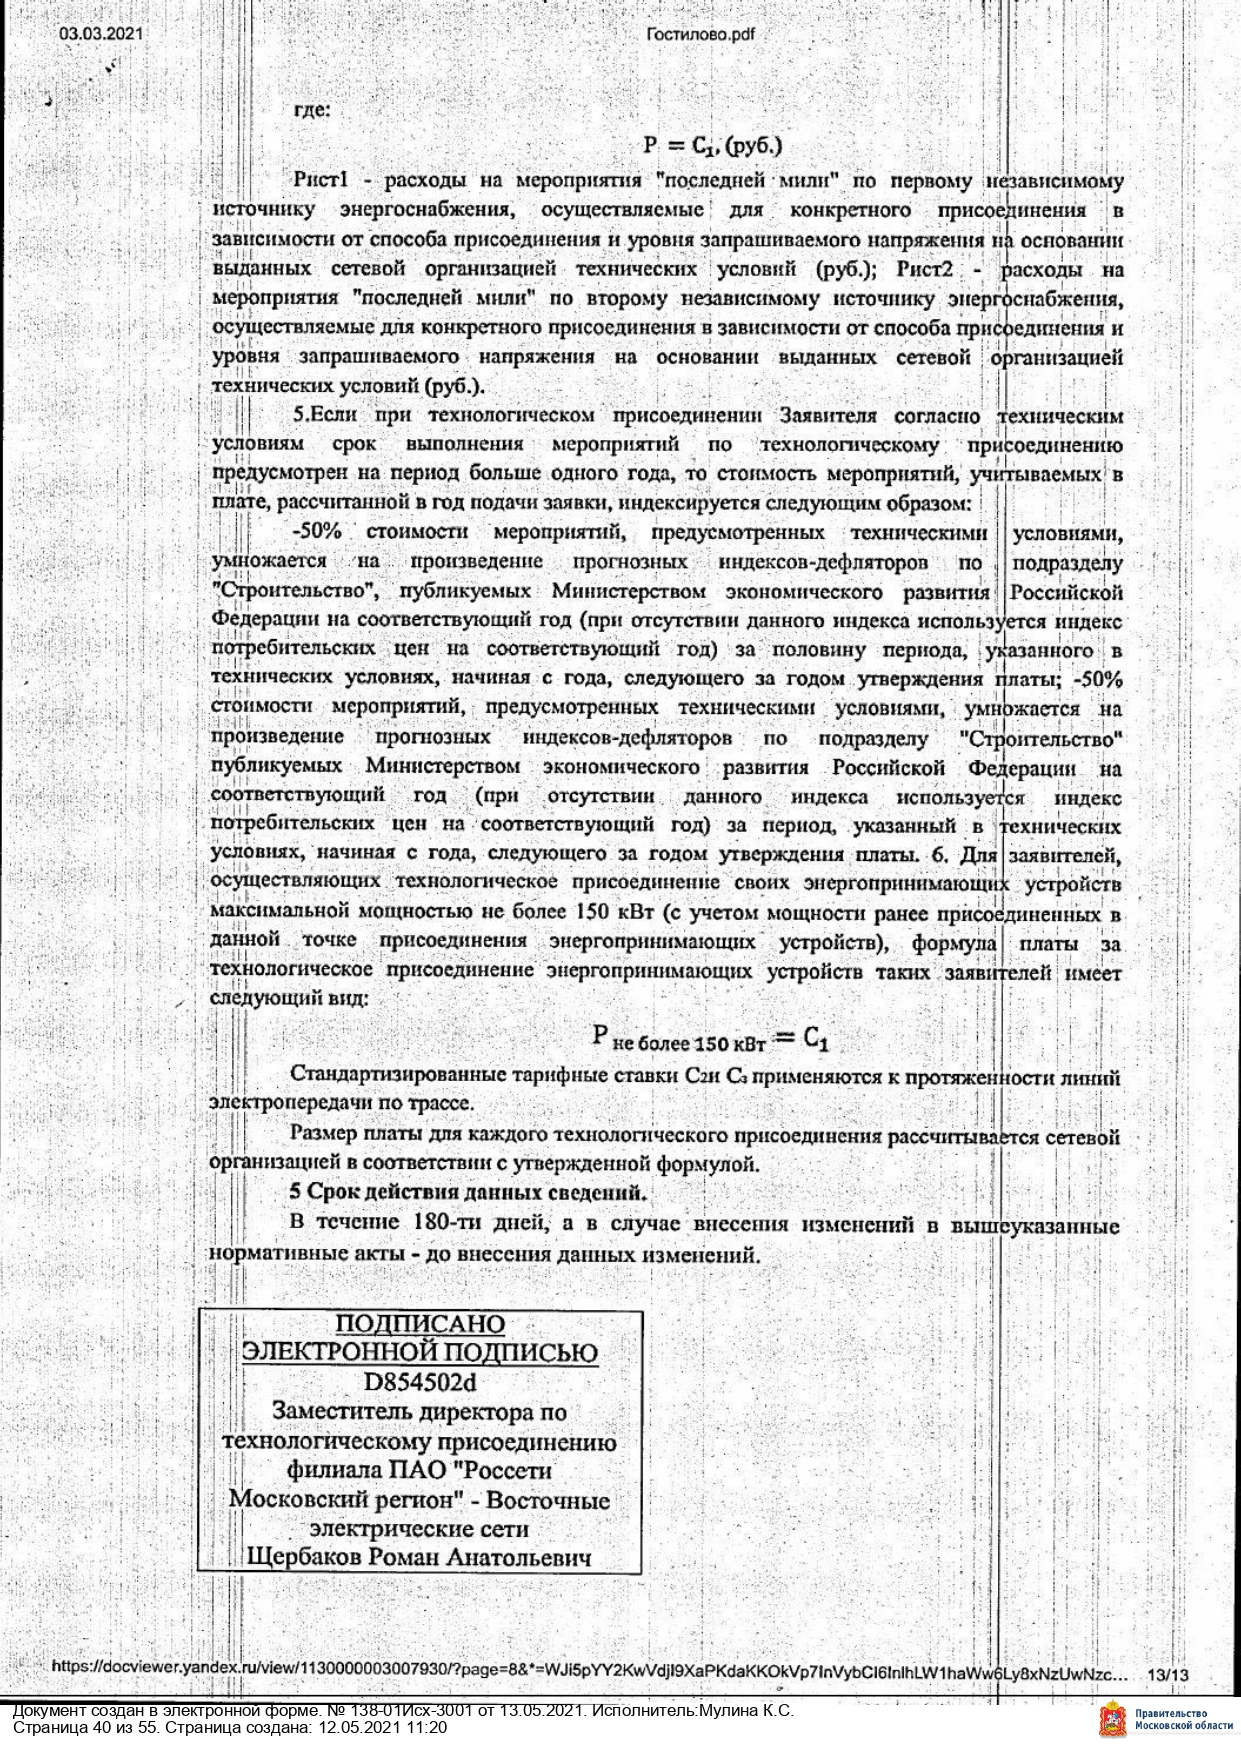 03.03.2021
Гостилово.pdf
где:
P = C₁, (руб.)
Рист1 - расходы на мероприятия "последней мили" по первому независимому
источнику энергоснабжения, осуществляемые для конкретного присоединения в
зависимости от способа присоединения и уровня запрашиваемого напряжения на основании
выданных сетевой организацией технических условий (руб.); Рист2 - расходы на
мероприятия "последней мили" по второму независимому источнику энергоснабжения,
осуществляемые для конкретного присоединения в зависимости от способа присоединения и
уровня запрашиваемого напряжения на основании выданных сетевой организацией
технических условий (руб.).
5.Если при технологическом присоединении Заявителя согласно техническим
условиям срок выполнения мероприятий по технологическому присоединению
предусмотрен на период больше одного года, то стоимость мероприятий, учитываемых в
плате, рассчитанной в год подачи заявки, индексируется следующим образом:
-50% стоимости мероприятий, предусмотренных техническими условиями,
умножается на произведение прогнозных индексов-дефляторов по подразделу
"Строительство", публикуемых Министерством экономического развития Российской
Федерации на соответствующий год (при отсутствии данного индекса используется индекс
потребительских цен на соответствующий год) за половину периода, указанного в
технических условиях, начиная с года, следующего за годом утверждения платы; -50%
стоимости мероприятий, предусмотренных техническими условиями, умножается на
произведение прогнозных индексов-дефляторов по подразделу "Строительство"
публикуемых Министерством экономического развития Российской Федерации на
соответствующий год (при отсутствии данного индекса используется индекс
потребительских цен на соответствующий год) за период, указанный в технических
условиях, начиная с года, следующего за годом утверждения платы. 6. Для заявителей,
осуществляющих технологическое присоединение своих энергопринимающих устройств
максимальной мощностью не более 150 кВт (с учетом мощности ранее присоединенных в
данной точке присоединения энергопринимающих устройств), формула платы за
технологическое присоединение энергопринимающих устройств таких заявителей имеет
следующий вид:
P не более 150 кВт = C₁
Стандартизированные тарифные ставки C₂и C₃ применяются к протяженности линий
электропередачи по трассе.
Размер платы для каждого технологического присоединения рассчитывается сетевой
организацией в соответствии с утвержденной формулой.
5 Срок действия данных сведений.
В течение 180-ти дней, а в случае внесения изменений в вышеуказанные
нормативные акты - до внесения данных изменений.
ПОДПИСАНО
ЭЛЕКТРОННОЙ ПОДПИСЬЮ
D854502d
Заместитель директора по
технологическому присоединению
филиала ПАО "Россети
Московский регион" - Восточные
электрические сети
Щербаков Роман Анатольевич
https://docviewer.yandex.ru/view/1130000003007930/?page=8&*=WJi5pYY2KwVdjI9XaPKdaKKOkVp7InVybCI6InlhLW1haWw6Ly8xNzUwNzc... 13/13
Документ создан в электронной форме. № 138-01Исх-3001 от 13.05.2021. Исполнитель:Мулина К.С.
Страница 40 из 55. Страница создана: 12.05.2021 11:20
Правительство
Московской области